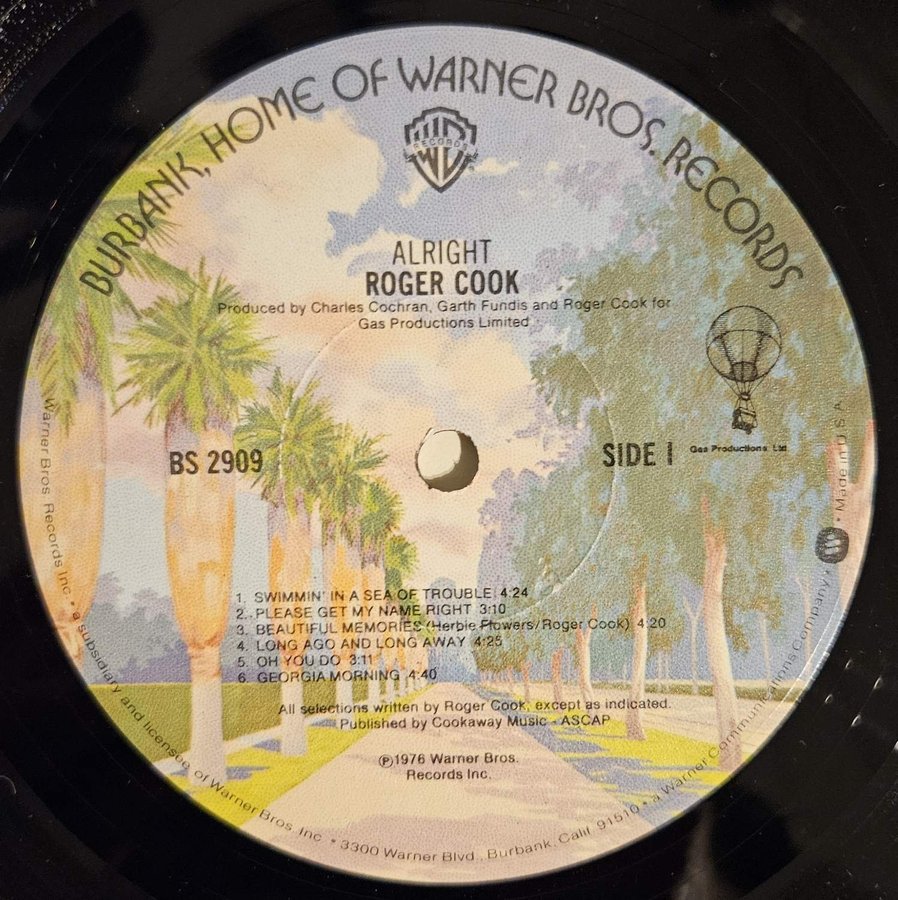 BURBANK, HOME OF WARNER BROS. RECORDS
W B
RECORDS
ALRIGHT
ROGER COOK
Produced by Charles Cochran, Garth Fundis and Roger Cook for
Gas Productions Limited
BS 2909
SIDE 1
Gas Productions Ltd
1. SWIMMIN' IN A SEA OF TROUBLE 4:24
2. PLEASE GET MY NAME RIGHT 3:10
3. BEAUTIFUL MEMORIES (Herbie Flowers/Roger Cook) 4:20
4. LONG AGO AND LONG AWAY 4:25
5. OH YOU DO 3:11
6 GEORGIA MORNING 4:40
All selections written by Roger Cook, except as indicated.
Published by Cookaway Music - ASCAP
Ⓟ1976 Warner Bros.
Records Inc.
Warner Bros. Records Inc. • a subsidiary and licensee of Warner Bros. Inc. • 3300 Warner Blvd., Burbank, Calif. 91510 • a Warner Communications Company • Made in U.S.A.